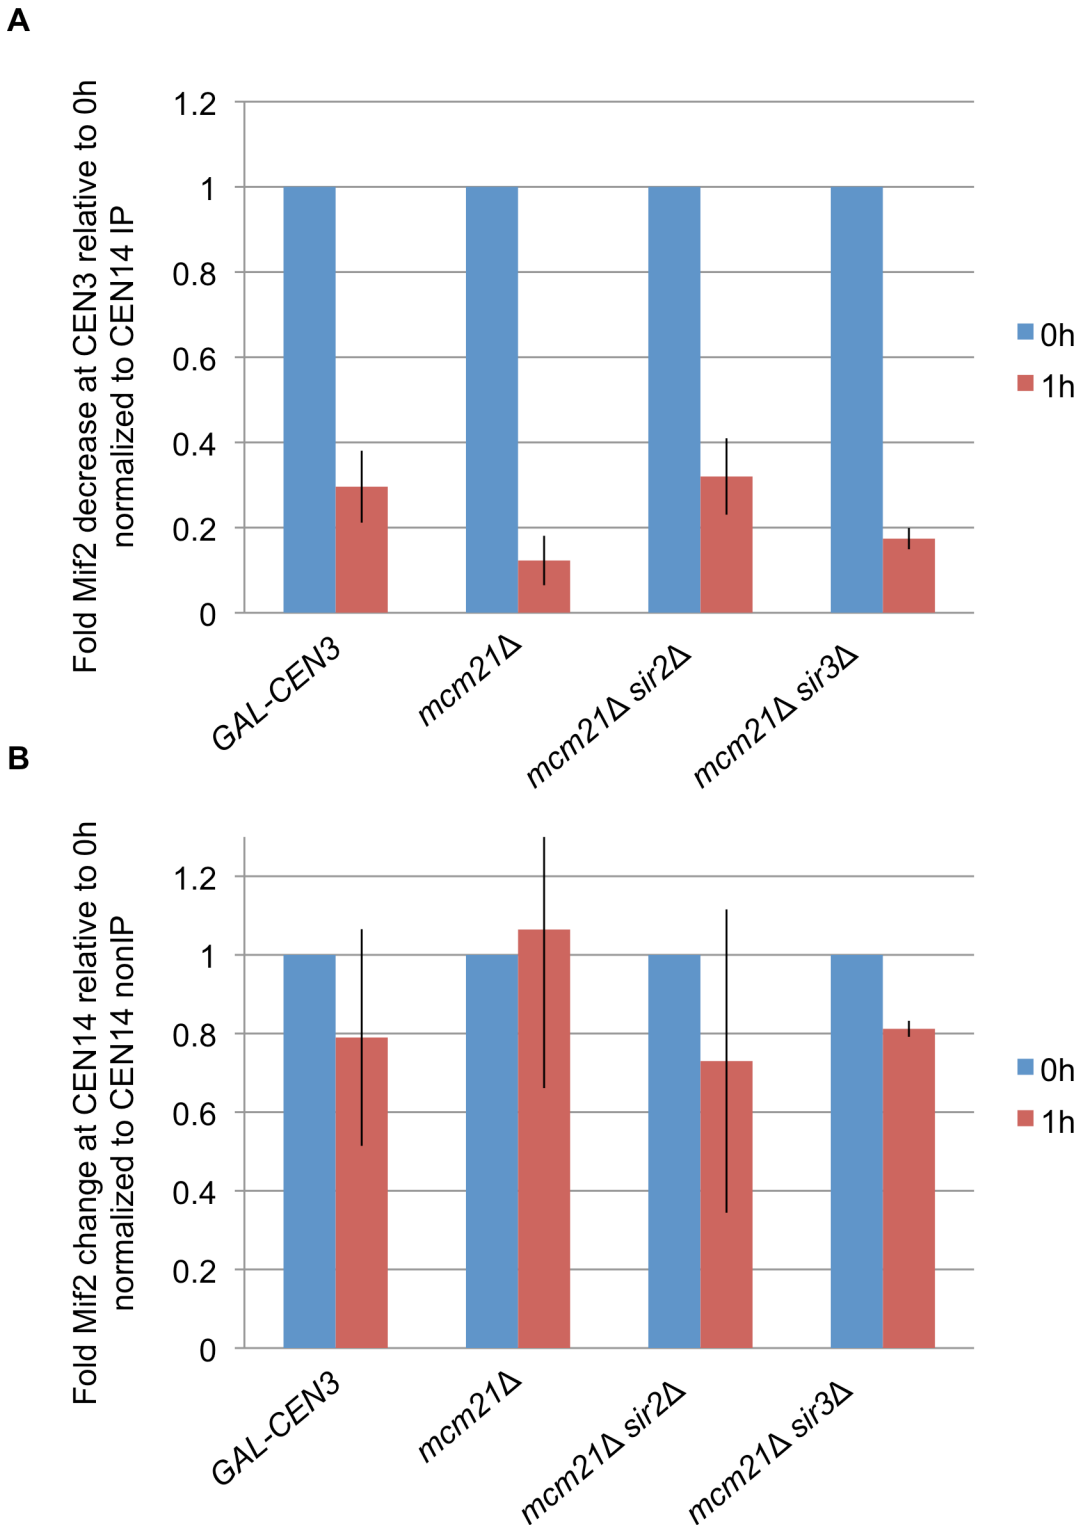 A
Fold Mif2 decrease at CEN3 relative to 0h
normalized to CEN14 IP
1.2
1
0.8
0.6
0.4
0.2
0
GAL-CEN3
mcm21Δ
mcm21Δ sir2Δ
mcm21Δ sir3Δ
0h
1h
B
Fold Mif2 change at CEN14 relative to 0h
normalized to CEN14 nonIP
1.2
1
0.8
0.6
0.4
0.2
0
GAL-CEN3
mcm21Δ
mcm21Δ sir2Δ
mcm21Δ sir3Δ
0h
1h